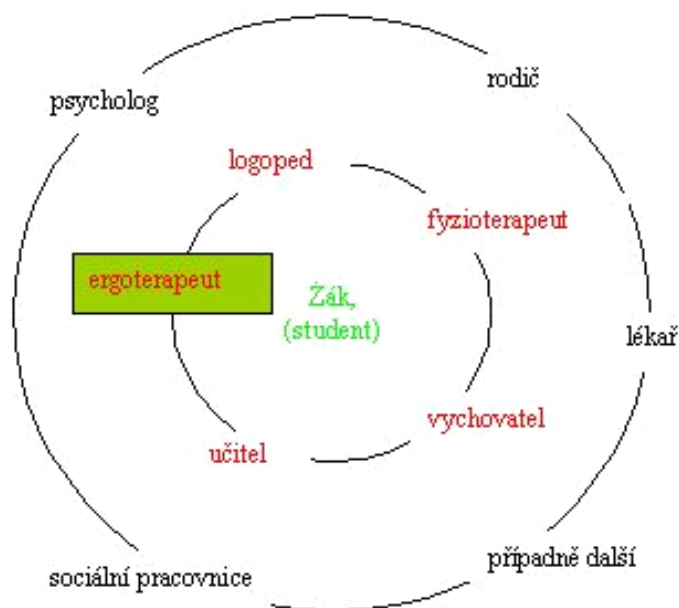 rodič
psycholog
logoped
fyzioterapeut
ergoterapeut
Žák,
(student)
lékař
vychovatel
učitel
případně další
sociální pracovnice